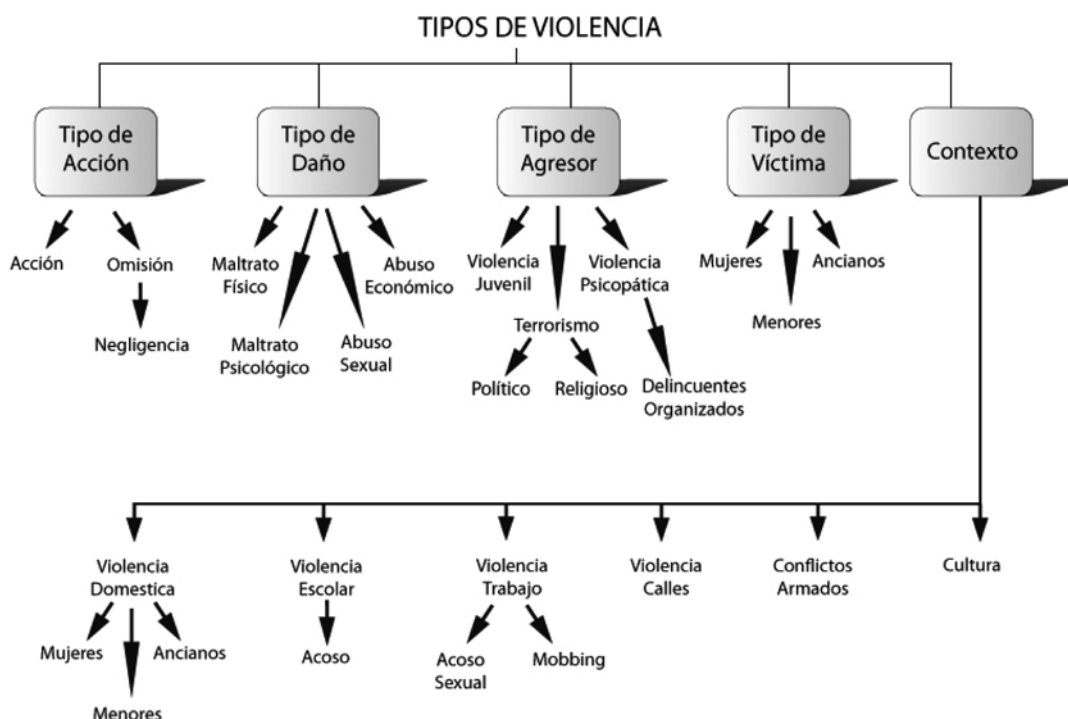 TIPOS DE VIOLENCIA
Tipo de
Acción
Tipo de
Daño
Tipo de
Agresor
Tipo de
Víctima
Contexto
Acción
Omisión
Negligencia
Maltrato
Físico
Maltrato
Psicológico
Abuso
Sexual
Abuso
Económico
Violencia
Juvenil
Terrorismo
Político
Religioso
Violencia
Psicopática
Delincuentes
Organizados
Mujeres
Menores
Ancianos
Violencia
Domestica
Mujeres
Menores
Ancianos
Violencia
Escolar
Acoso
Violencia
Trabajo
Acoso
Sexual
Mobbing
Violencia
Calles
Conflictos
Armados
Cultura